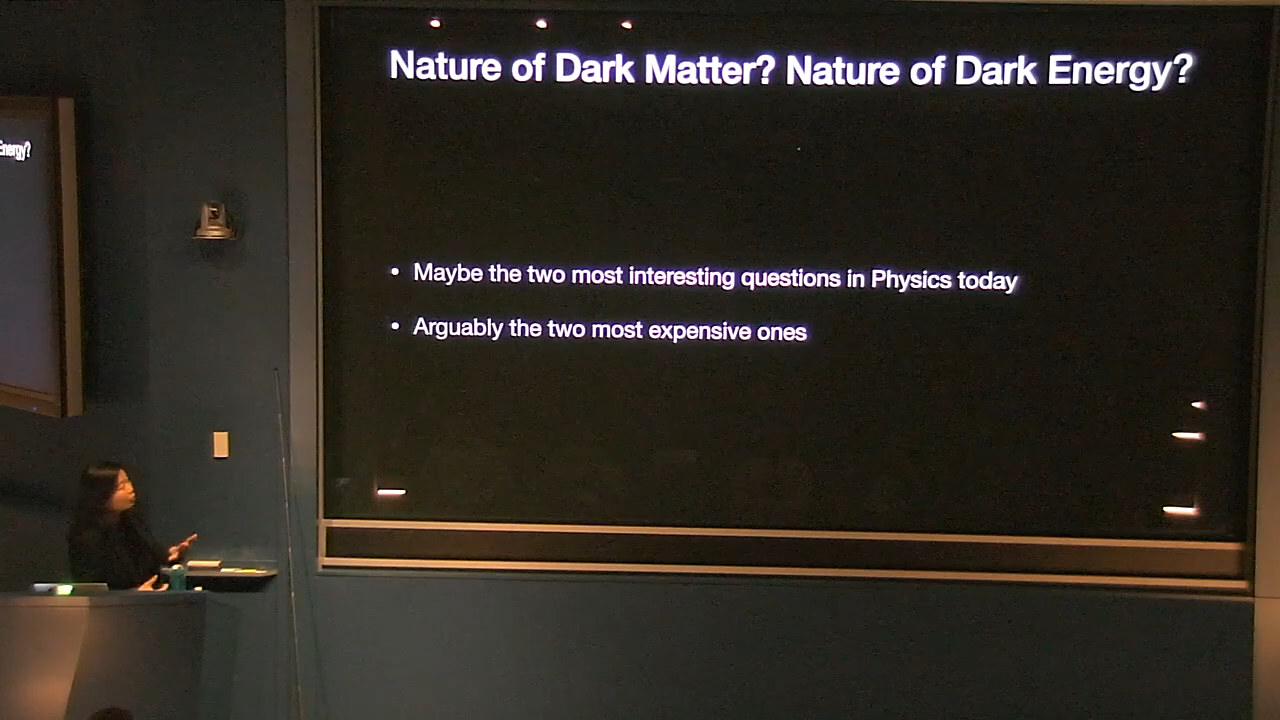 Nature of Dark Matter? Nature of Dark Energy?
Energy?
• Maybe the two most interesting questions in Physics today
• Arguably the two most expensive ones